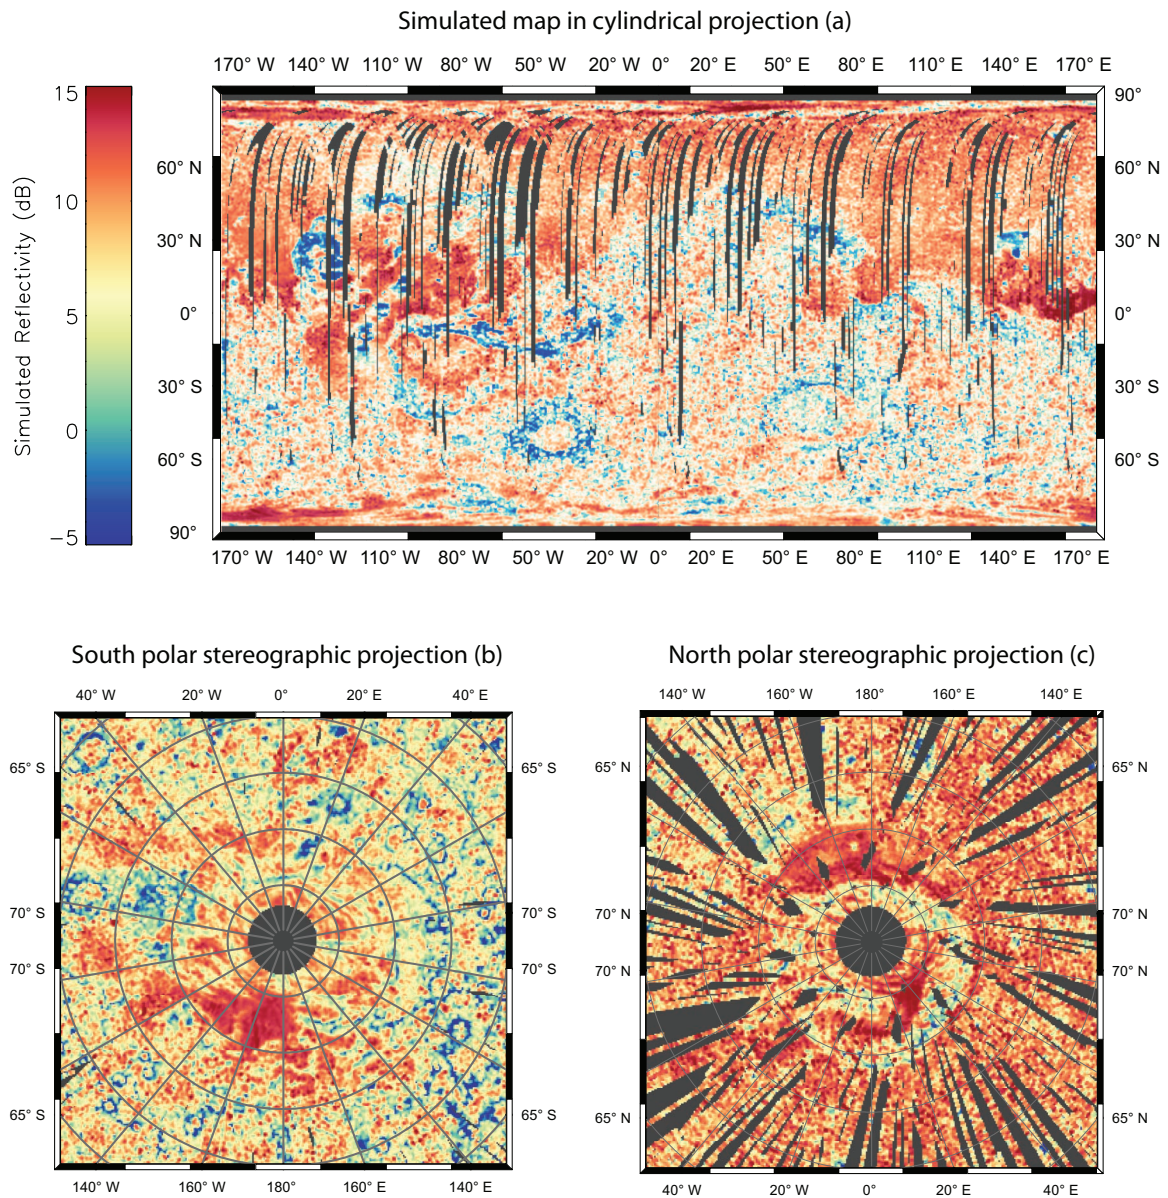 Simulated map in cylindrical projection (a)
170° W 140° W 110° W 80° W 50° W 20° W 0° 20° E 50° E 80° E 110° E 140° E 170° E
15
10
5
0
−5
Simulated Reflectivity (dB)
60° N
30° N
0°
30° S
60° S
90°
90°
60° N
30° N
0°
30° S
60° S
170° W 140° W 110° W 80° W 50° W 20° W 0° 20° E 50° E 80° E 110° E 140° E 170° E
South polar stereographic projection (b)
40° W 20° W 0° 20° E 40° E
65° S 65° S
70° S 70° S
70° S 70° S
65° S 65° S
140° W 160° W 180° 160° E 140° E
North polar stereographic projection (c)
140° W 160° W 180° 160° E 140° E
65° N 65° N
70° N 70° N
70° N 70° N
65° N 65° N
40° W 20° W 0° 20° E 40° E